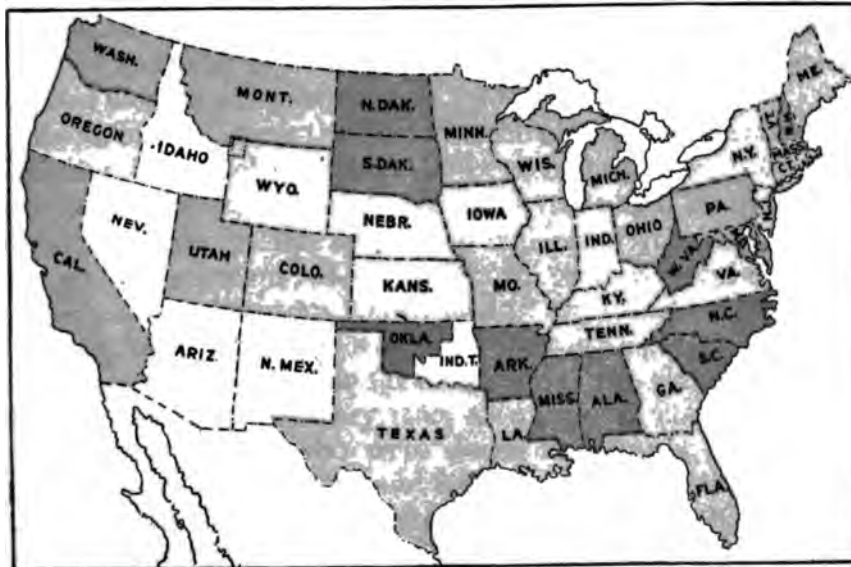 WASH.
MONT.
N.DAK.
MINN.
ME.
OREGON
IDAHO
S.DAK.
WIS.
MICH.
N.Y.
MASS.
CT.
WYO.
NEBR.
IOWA
PA.
N.J.
NEV.
UTAH
COLO.
ILL.
IND.
OHIO
W.VA.
VA.
CAL.
KANS.
MO.
KY.
ARIZ.
N.MEX.
OKLA.
IND.T.
ARK.
TENN.
N.C.
S.C.
TEXAS
LA.
MISS.
ALA.
GA.
FLA.